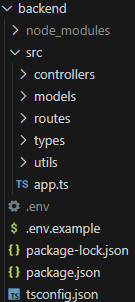 backend
node_modules
src
controllers
models
routes
types
utils
TS app.ts
.env
$ .env.example
{} package-lock.json
{} package.json
TS tsconfig.json